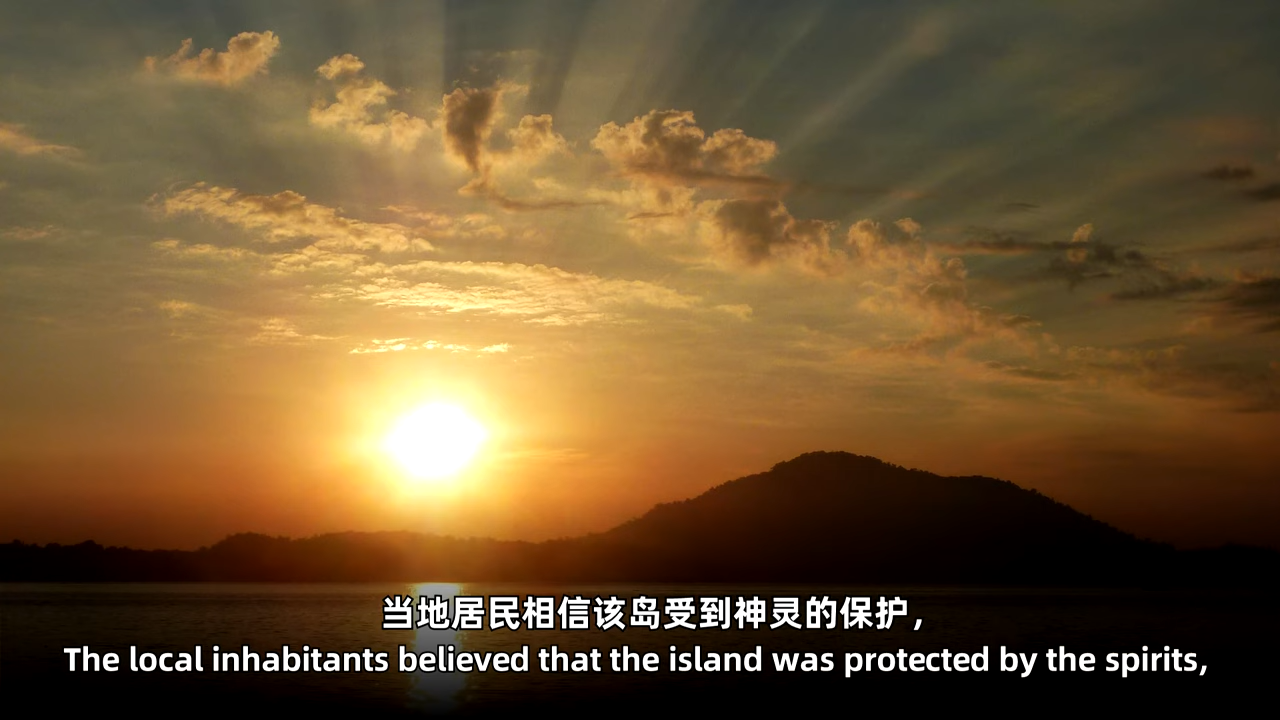 当地居民相信该岛受到神灵的保护，
The local inhabitants believed that the island was protected by the spirits,